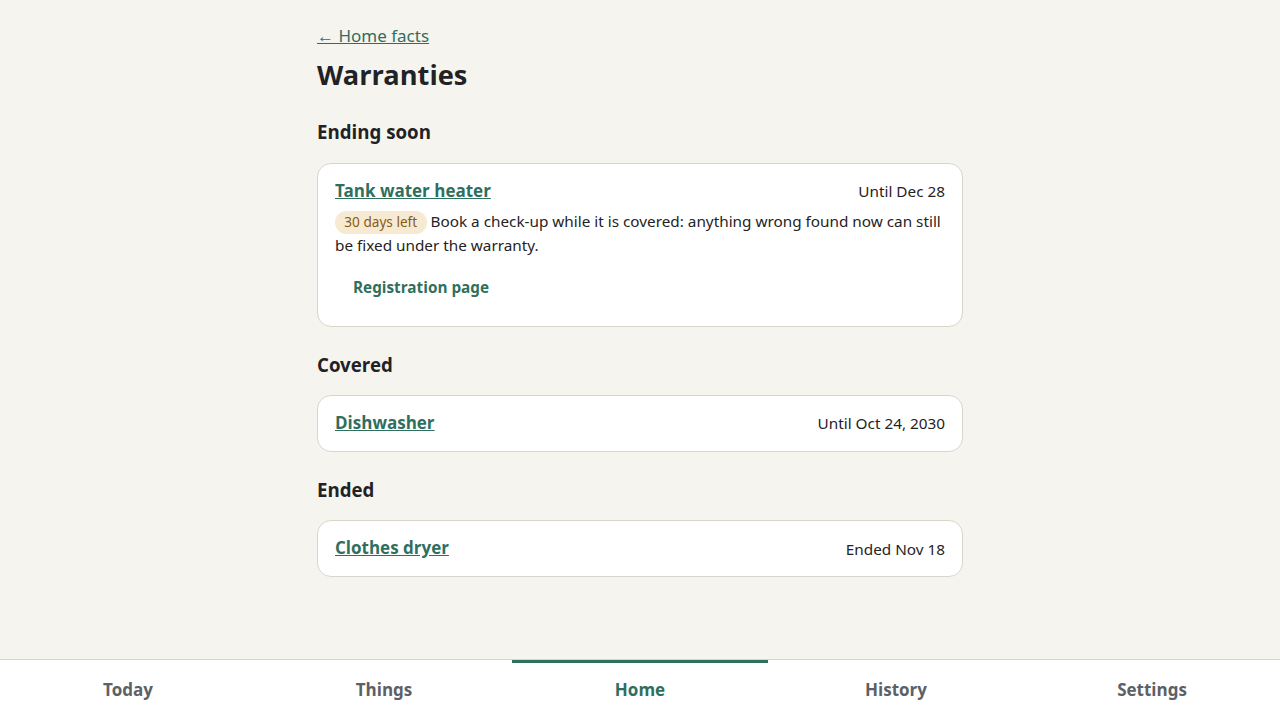 ← Home facts
Warranties
Ending soon
Tank water heater Until Dec 28
30 days left Book a check-up while it is covered: anything wrong found now can still
be fixed under the warranty.
Registration page
Covered
Dishwasher Until Oct 24, 2030
Ended
Clothes dryer Ended Nov 18
Today Things Home History Settings